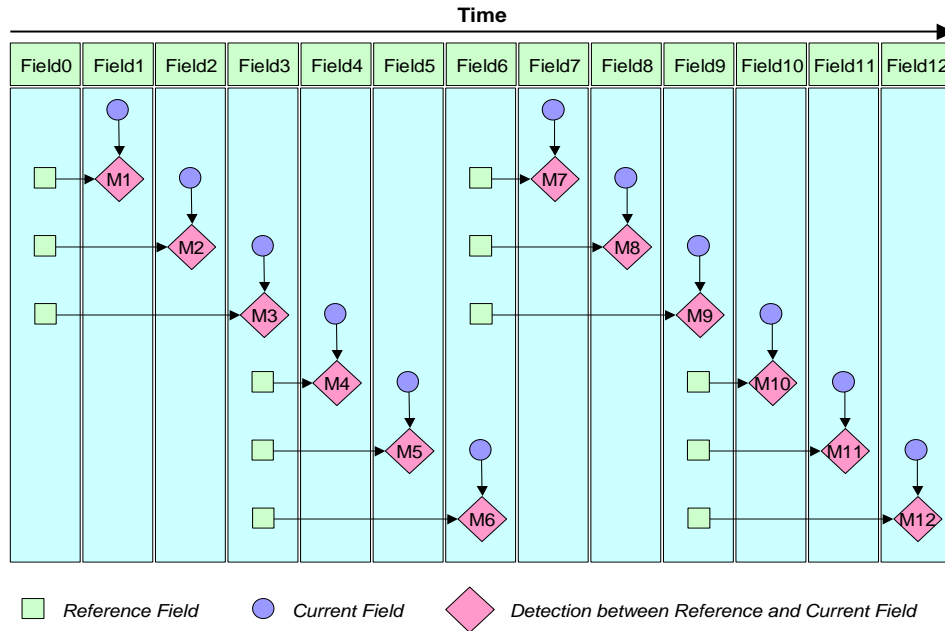 Time
Field0 Field1 Field2 Field3 Field4 Field5 Field6 Field7 Field8 Field9 Field10 Field11 Field12
M1 M7
M2 M8
M3 M9
M4 M10
M5 M11
M6 M12
Reference Field Current Field Detection between Reference and Current Field